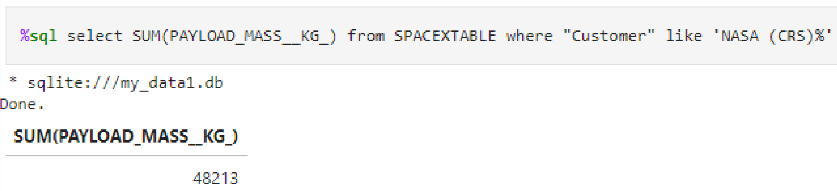 %sql select SUM(PAYLOAD_MASS__KG_) from SPACEXTABLE where "Customer" like 'NASA (CRS)%'
* sqlite:///my_data1.db
Done.
SUM(PAYLOAD_MASS__KG_)
48213